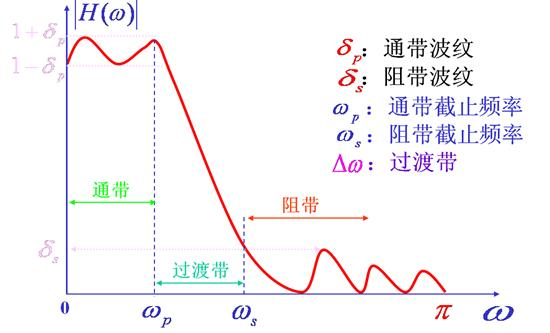 |H(ω)|
1+δp
1−δp
δp：通带波纹
δs：阻带波纹
ωp：通带截止频率
ωs：阻带截止频率
Δω：过渡带
通带
阻带
δs
过渡带
0 ωp ωs π ω